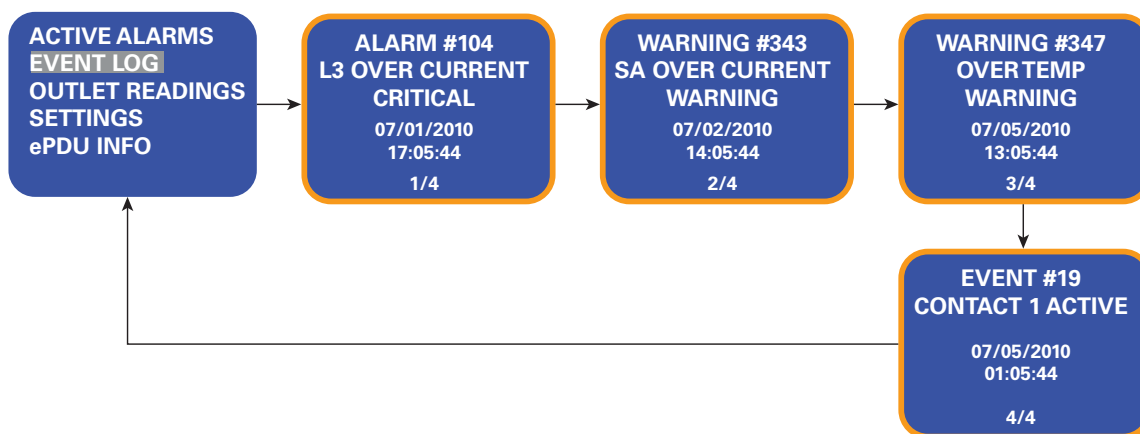 ACTIVE ALARMS
EVENT LOG
OUTLET READINGS
SETTINGS
ePDU INFO
ALARM #104
L3 OVER CURRENT
CRITICAL
07/01/2010
17:05:44
1/4
WARNING #343
SA OVER CURRENT
WARNING
07/02/2010
14:05:44
2/4
WARNING #347
OVER TEMP
WARNING
07/05/2010
13:05:44
3/4
EVENT #19
CONTACT 1 ACTIVE
07/05/2010
01:05:44
4/4